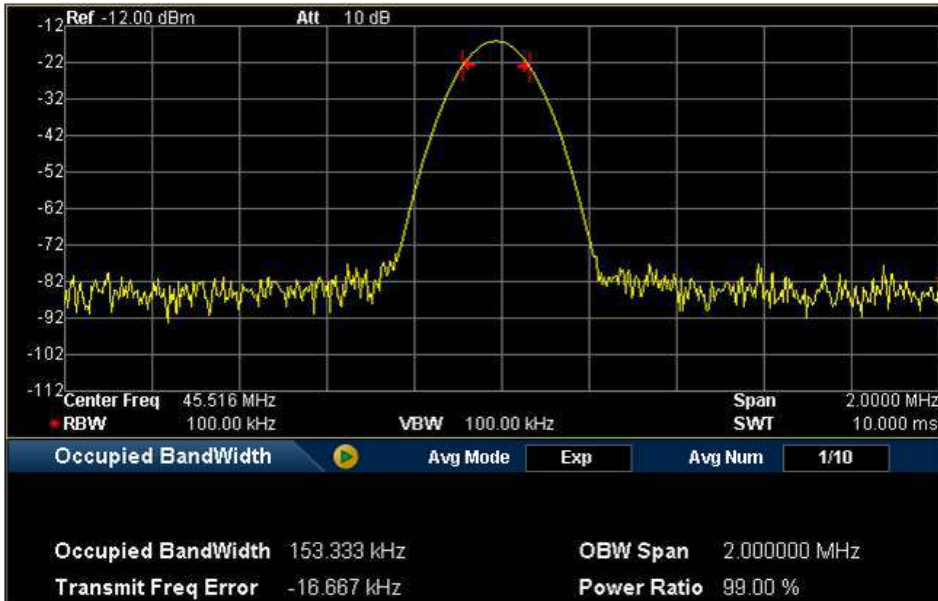 Ref -12.00 dBm Att 10 dB
-12
-22
-32
-42
-52
-62
-72
-82
-92
-102
-112
Center Freq 45.516 MHz Span 2.0000 MHz
RBW 100.00 kHz VBW 100.00 kHz SWT 10.000 ms
Occupied BandWidth Avg Mode Exp Avg Num 1/10
Occupied BandWidth 153.333 kHz OBW Span 2.000000 MHz
Transmit Freq Error -16.667 kHz Power Ratio 99.00 %